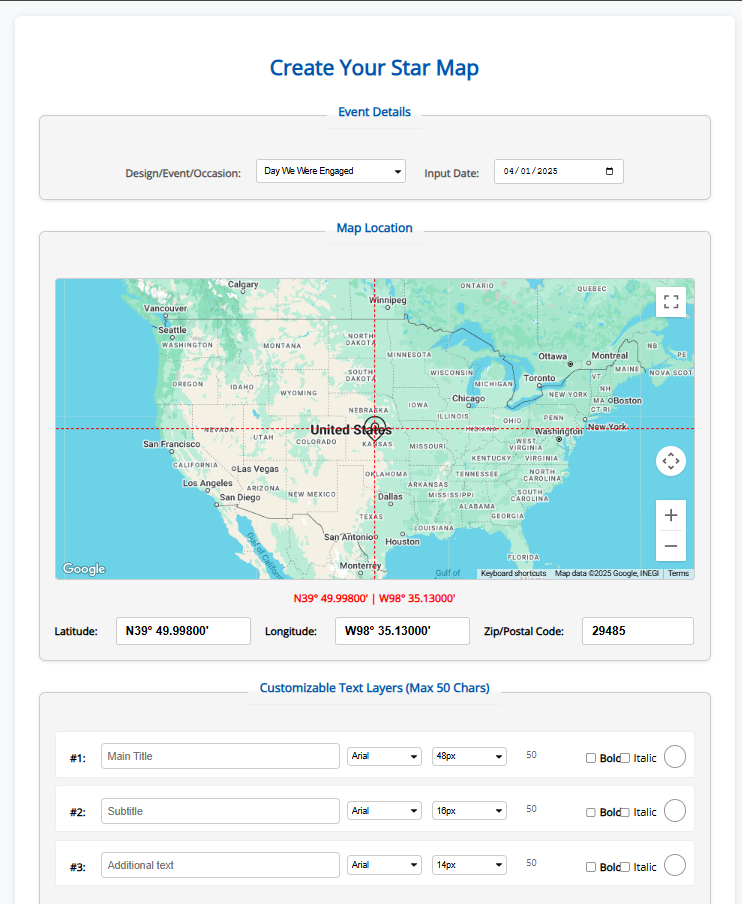 Create Your Star Map
Event Details
Design/Event/Occasion: Day We Were Engaged Input Date: 04/01/2025
Map Location
Calgary
ONTARIO
QUEBEC
Vancouver
Winnipeg
Seattle
WASHINGTON
MONTANA
NORTH DAKOTA
MINNESOTA
Ottawa
Montreal
NB
PE
MAINE
NOVA SCOT
OREGON
IDAHO
SOUTH DAKOTA
WISCONSIN
MICHIGAN
Toronto
VT
NH
WYOMING
Chicago
NEW YORK
MA
Boston
NEBRASKA
IOWA
ILLINOIS
OHIO
PENN
CT RI
New York
NEVADA
United States
INDIANA
Washington
San Francisco
UTAH
COLORADO
KANSAS
MISSOURI
WEST VIRGINIA
CALIFORNIA
Las Vegas
KENTUCKY
VIRGINIA
OKLAHOMA
TENNESSEE
NORTH CAROLINA
Los Angeles
ARIZONA
NEW MEXICO
ARKANSAS
San Diego
Dallas
MISSISSIPPI
SOUTH CAROLINA
ALABAMA
TEXAS
GEORGIA
LOUISIANA
San Antonio
Houston
Gulf of Californ
FLORIDA
Monterrey
Google
Gulf of
Keyboard shortcuts Map data ©2025 Google, INEGI Terms
N39° 49.99800' | W98° 35.13000'
Latitude: N39° 49.99800' Longitude: W98° 35.13000' Zip/Postal Code: 29485
Customizable Text Layers (Max 50 Chars)
#1: Main Title Arial 48px 50 Bold Italic
#2: Subtitle Arial 16px 50 Bold Italic
#3: Additional text Arial 14px 50 Bold Italic